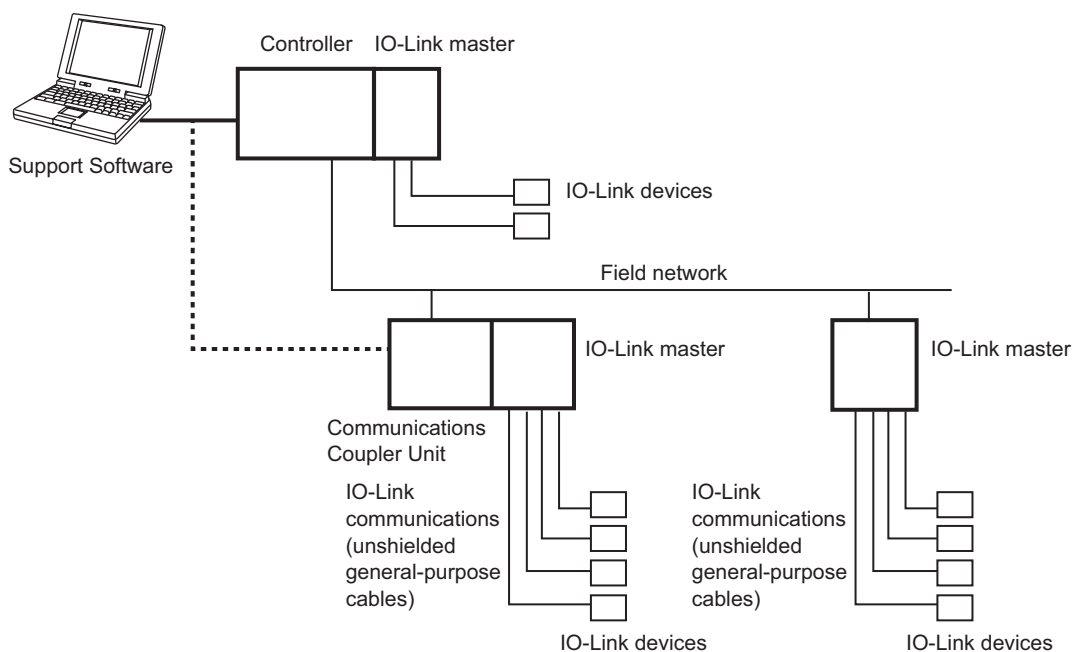 Controller
IO-Link master
Support Software
IO-Link devices
Field network
IO-Link master
IO-Link master
Communications
Coupler Unit
IO-Link
communications
(unshielded
general-purpose
cables)
IO-Link
communications
(unshielded
general-purpose
cables)
IO-Link devices
IO-Link devices